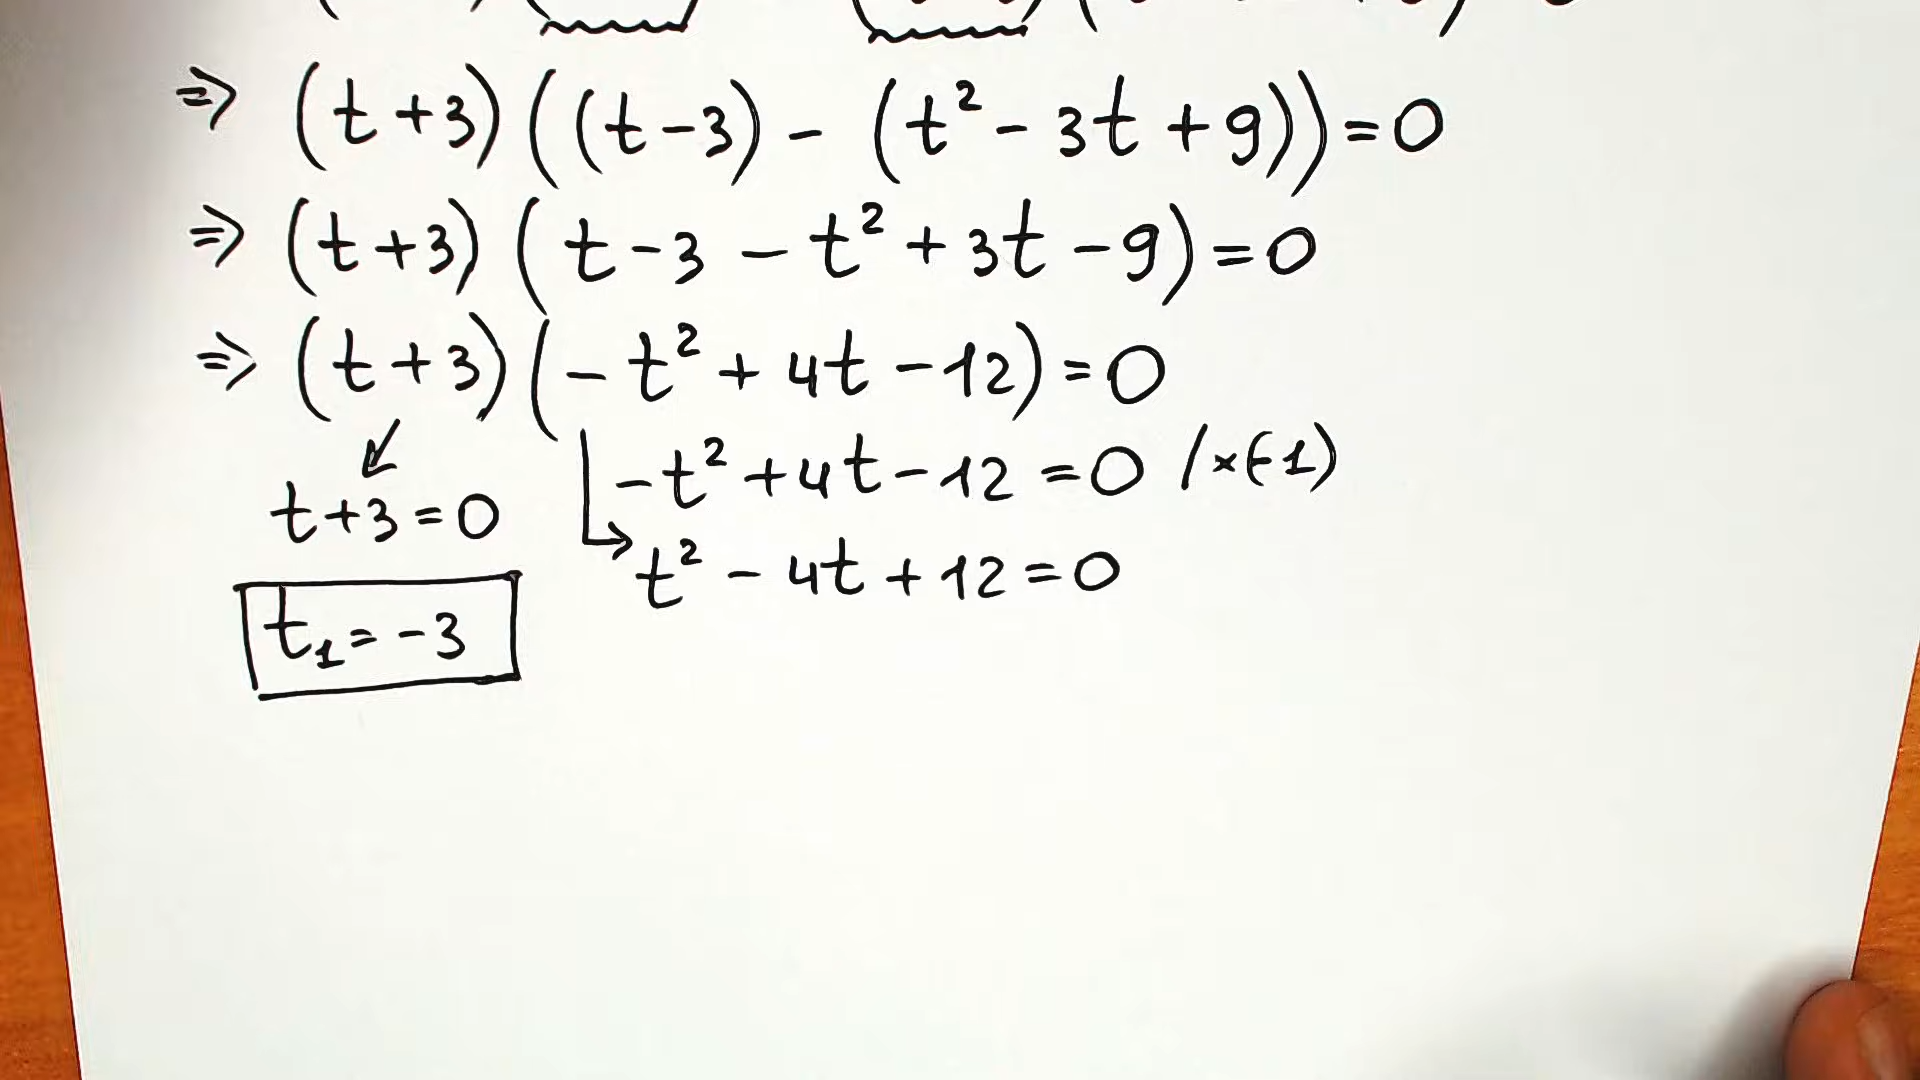 ⇒ (t+3)((t-3) - (t² - 3t + 9)) = 0
⇒ (t+3)(t - 3 - t² + 3t - 9) = 0
⇒ (t+3)(-t² + 4t - 12) = 0
-t² + 4t - 12 = 0 /×(-1)
t+3 = 0
t² - 4t + 12 = 0
t₁ = -3